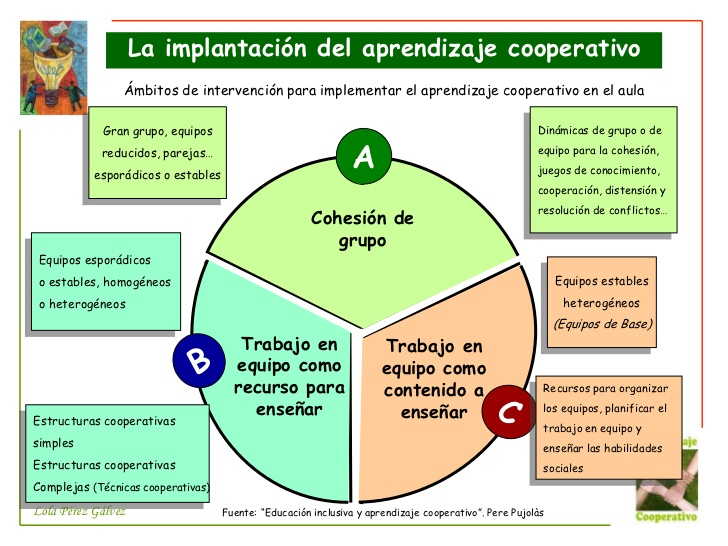 La implantación del aprendizaje cooperativo
Ámbitos de intervención para implementar el aprendizaje cooperativo en el aula
Gran grupo, equipos
reducidos, parejas…
esporádicos o estables
A
Dinámicas de grupo o de
equipo para la cohesión,
juegos de conocimiento,
cooperación, distensión y
resolución de conflictos…
Cohesión de
grupo
Equipos esporádicos
o estables, homogéneos
o heterogéneos
Equipos estables
heterogéneos
(Equipos de Base)
B
Trabajo en
equipo como
recurso para
enseñar
Trabajo en
equipo como
contenido a
enseñar
C
Recursos para organizar
los equipos, planificar el
trabajo en equipo y
enseñar las habilidades
sociales
Estructuras cooperativas
simples
Estructuras cooperativas
Complejas (Técnicas cooperativas)
aje
Cooperativo
Lola Pérez Gálvez
Fuente: “Educación inclusiva y aprendizaje cooperativo”. Pere Pujolàs